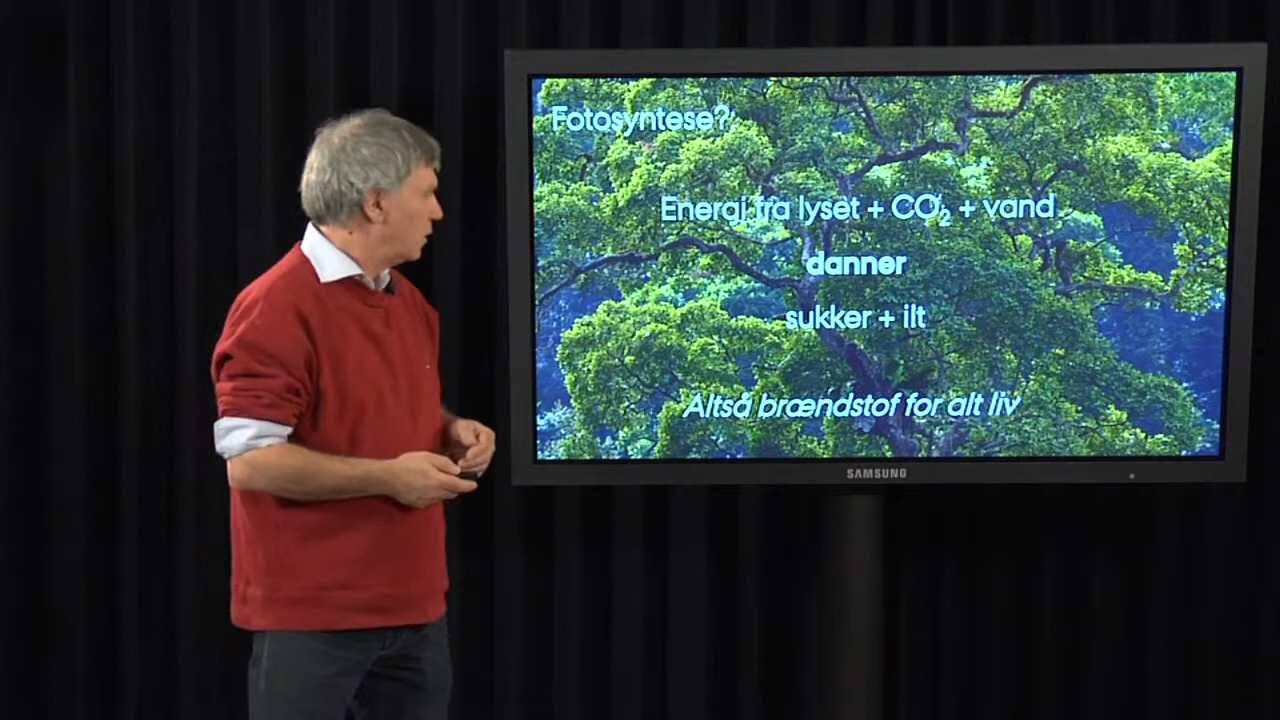 Fotosyntese?
Energi fra lyset + CO₂ + vand
danner
sukker + ilt
Altså brændstof for alt liv
SAMSUNG